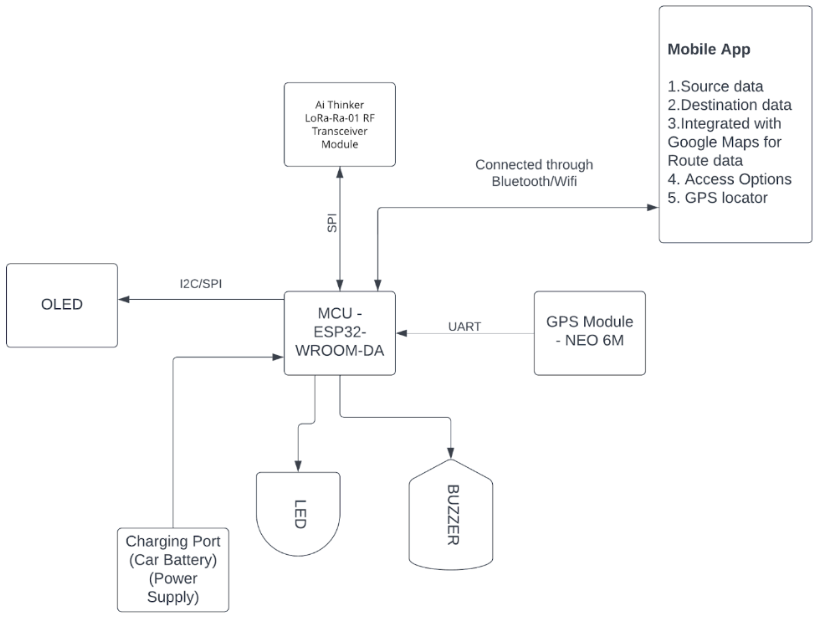 Mobile App
1.Source data
2.Destination data
3.Integrated with
Google Maps for
Route data
4. Access Options
5. GPS locator
Ai Thinker
LoRa-Ra-01 RF
Transceiver
Module
Connected through
Bluetooth/Wifi
SPI
I2C/SPI
OLED
MCU -
ESP32-
WROOM-DA
UART
GPS Module
- NEO 6M
LED
BUZZER
Charging Port
(Car Battery)
(Power
Supply)